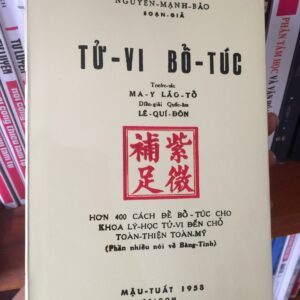 NGUYỄN-MẠNH-BẢO
SOẠN-GIẢ
TỬ-VI BỔ-TÚC
Trước-tác
MA-Y LÃO-TỔ
Diễn-giải Quốc-âm
LÊ-QUÍ-ĐÔN
紫微
補足
HƠN 400 CÁCH ĐỂ BỔ-TÚC CHO
KHOA LÝ-HỌC TỬ-VI ĐẾN CHỖ
TOÀN-THIỆN TOÀN-MỸ
(Phần nhiều nói về Bàng-Tinh)
MẬU-TUẤT 1958
SAIGON